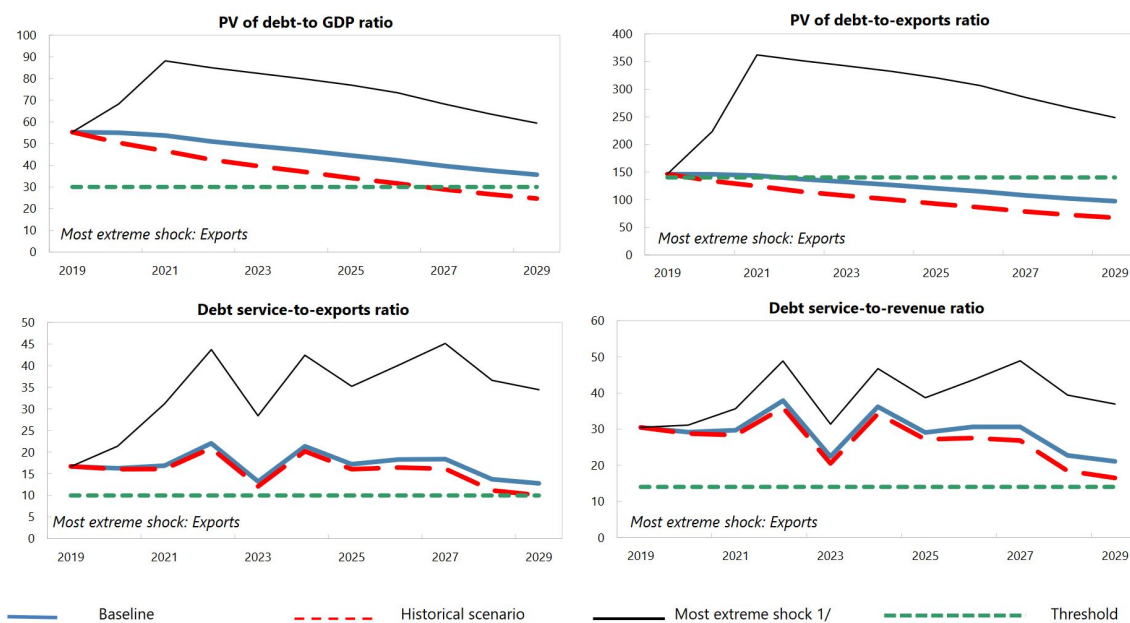 PV of debt-to GDP ratio
100
90
80
70
60
50
40
30
20
10
0
Most extreme shock: Exports
2019 2021 2023 2025 2027 2029
PV of debt-to-exports ratio
400
350
300
250
200
150
100
50
0
Most extreme shock: Exports
2019 2021 2023 2025 2027 2029
Debt service-to-exports ratio
50
45
40
35
30
25
20
15
10
5
0
Most extreme shock: Exports
2019 2021 2023 2025 2027 2029
Debt service-to-revenue ratio
60
50
40
30
20
10
0
Most extreme shock: Exports
2019 2021 2023 2025 2027 2029
Baseline Historical scenario Most extreme shock 1/ Threshold